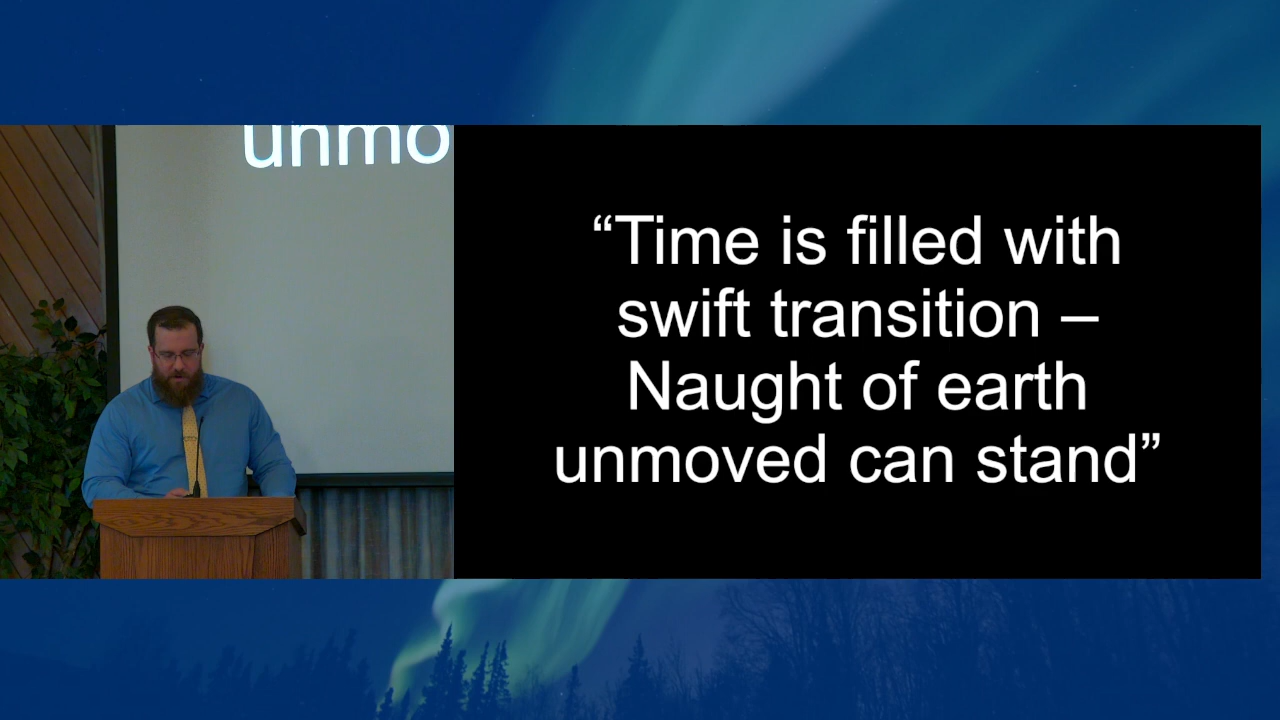 unmo
“Time is filled with
swift transition –
Naught of earth
unmoved can stand”